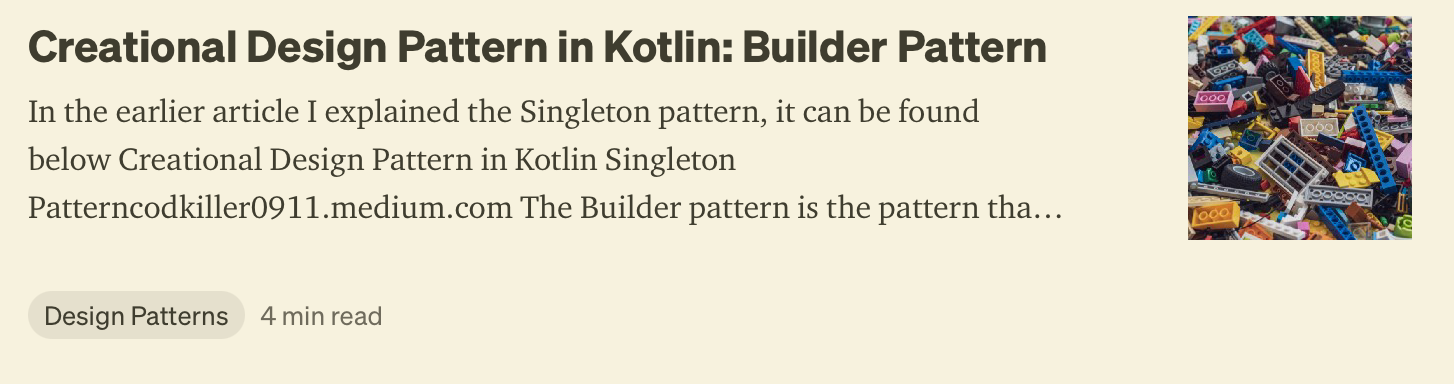 Creational Design Pattern in Kotlin: Builder Pattern
In the earlier article I explained the Singleton pattern, it can be found
below Creational Design Pattern in Kotlin Singleton
Patterncodkiller0911.medium.com The Builder pattern is the pattern tha…
Design Patterns 4 min read